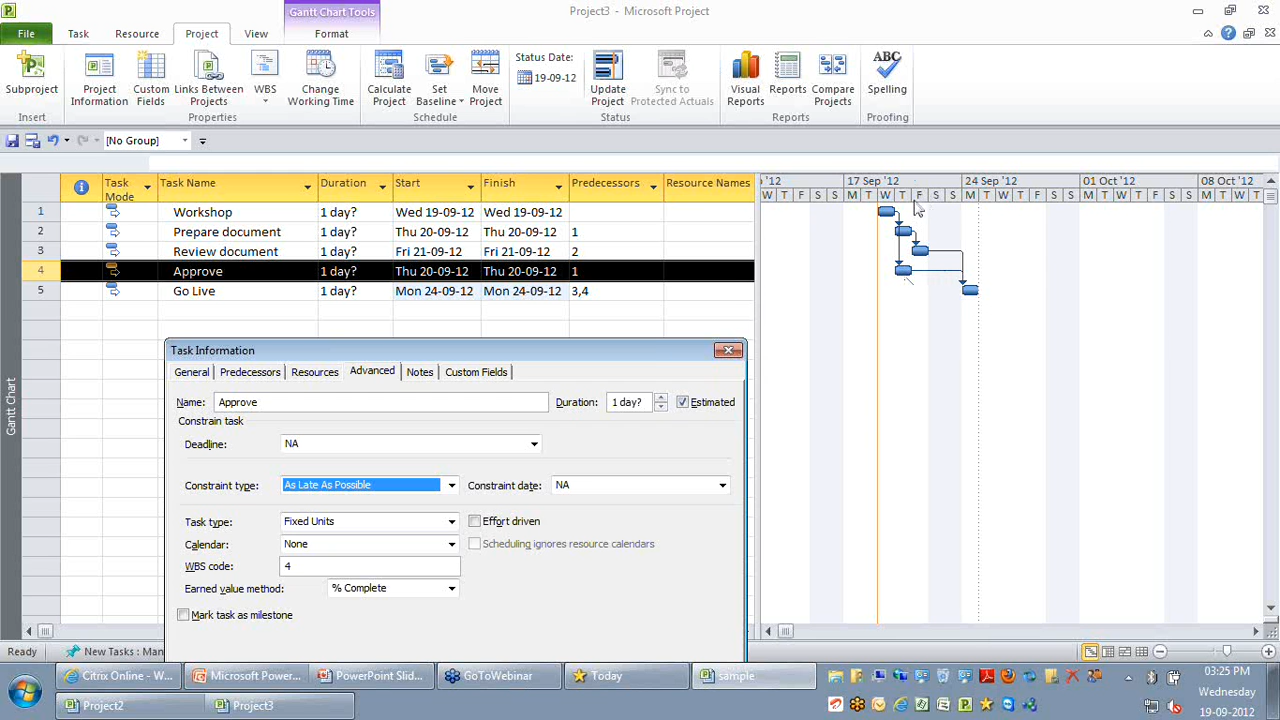 Gantt Chart Tools
Project3 - Microsoft Project
File Task Resource Project View Format
Subproject
Project Information
Custom Fields
Links Between Projects
WBS
Change Working Time
Calculate Project
Set Baseline
Move Project
Status Date:
19-09-12
Update Project
Sync to Protected Actuals
Visual Reports
Reports
Compare Projects
ABC
Spelling
Insert Properties Schedule Status Reports Proofing
[No Group]
Task Mode Task Name Duration Start Finish Predecessors Resource Names
'12 17 Sep '12 24 Sep '12 01 Oct '12 08 Oct '12
W T F S S M T W T F S S M T W T F S S M T W T F S S M T W T
1 Workshop 1 day? Wed 19-09-12 Wed 19-09-12
2 Prepare document 1 day? Thu 20-09-12 Thu 20-09-12 1
3 Review document 1 day? Fri 21-09-12 Fri 21-09-12 2
4 Approve 1 day? Thu 20-09-12 Thu 20-09-12 1
5 Go Live 1 day? Mon 24-09-12 Mon 24-09-12 3,4
Gantt Chart
Task Information
General Predecessors Resources Advanced Notes Custom Fields
Name: Approve Duration: 1 day? Estimated
Constrain task
Deadline: NA
Constraint type: As Late As Possible Constraint date: NA
Task type: Fixed Units Effort driven
Calendar: None Scheduling ignores resource calendars
WBS code: 4
Earned value method: % Complete
Mark task as milestone
Ready New Tasks : Man
Citrix Online - W... Microsoft Power... PowerPoint Slid... GoToWebinar Today sample
Project2 Project3
03:25 PM
Wednesday
19-09-2012